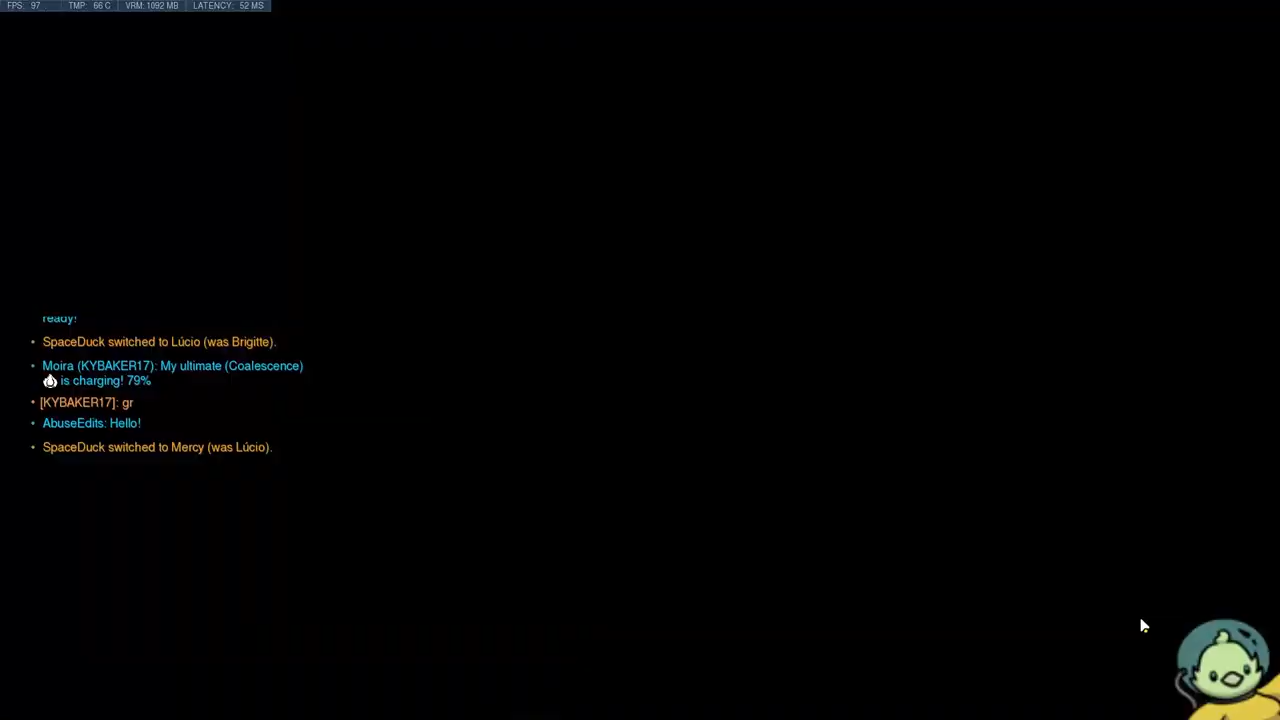 FPS: 97 TMP: 66 C VRM: 1092 MB LATENCY: 52 MS
ready!
• SpaceDuck switched to Lúcio (was Brigitte).
• Moira (KYBAKER17): My ultimate (Coalescence)
is charging! 79%
• [KYBAKER17]: gr
• AbuseEdits: Hello!
• SpaceDuck switched to Mercy (was Lúcio).